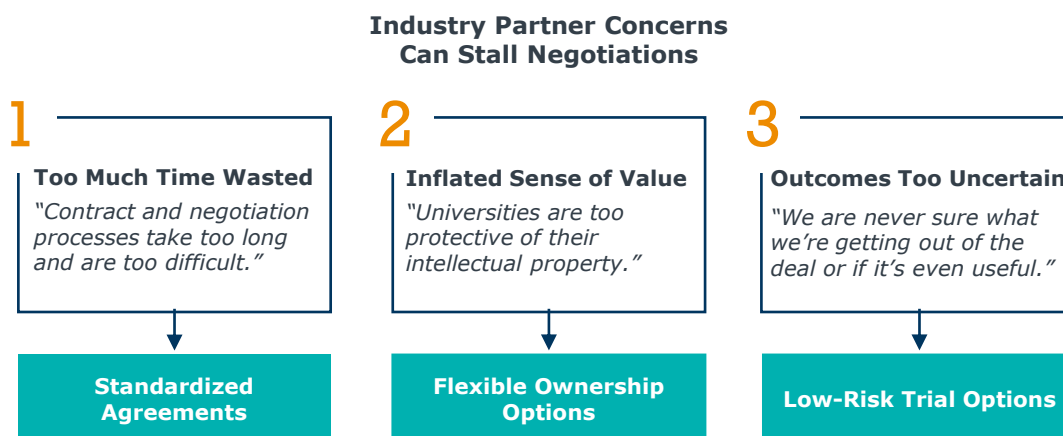 Industry Partner Concerns
Can Stall Negotiations
1
Too Much Time Wasted
“Contract and negotiation
processes take too long
and are too difficult.”
Standardized
Agreements
2
Inflated Sense of Value
“Universities are too
protective of their
intellectual property.”
Flexible Ownership
Options
3
Outcomes Too Uncertain
“We are never sure what
we’re getting out of the
deal or if it’s even useful.”
Low-Risk Trial Options